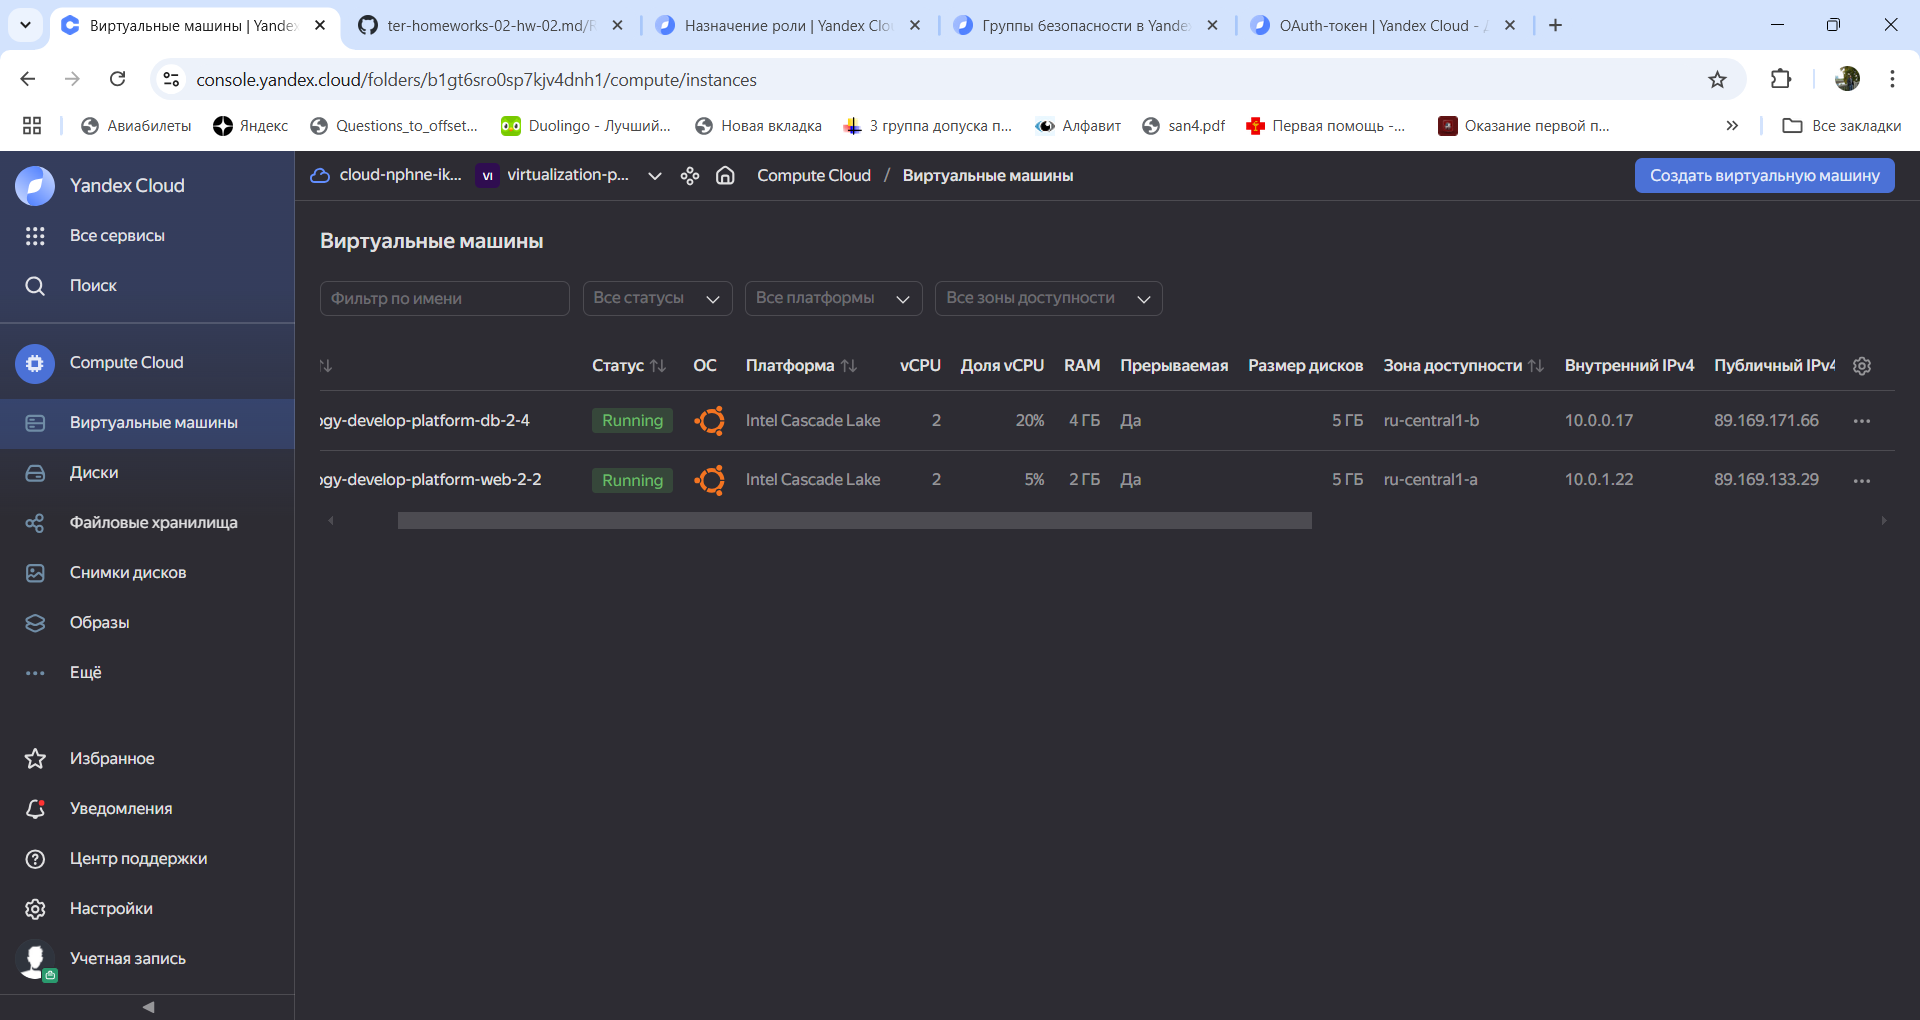 Виртуальные машины | Yande
ter-homeworks-02-hw-02.md/R
Назначение роли | Yandex Clo
Группы безопасности в Yande
OAuth-токен | Yandex Cloud - 
console.yandex.cloud/folders/b1gt6sro0sp7kjv4dnh1/compute/instances
Авиабилеты
Яндекс
Questions_to_offset...
Duolingo - Лучший...
Новая вкладка
3 группа допуска п...
Алфавит
san4.pdf
Первая помощь -...
Оказание первой п...
Все закладки
Yandex Cloud
Все сервисы
Поиск
Compute Cloud
Виртуальные машины
Диски
Файловые хранилища
Снимки дисков
Образы
Ещё
Избранное
Уведомления
Центр поддержки
Настройки
Учетная запись
cloud-nphne-ik... VI virtualization-p... Compute Cloud / Виртуальные машины
Создать виртуальную машину
Виртуальные машины
Фильтр по имени Все статусы Все платформы Все зоны доступности
Статус ОС Платформа vCPU Доля vCPU RAM Прерываемая Размер дисков Зона доступности Внутренний IPv4 Публичный IPv4
ogy-develop-platform-db-2-4 Running Intel Cascade Lake 2 20% 4 ГБ Да 5 ГБ ru-central1-b 10.0.0.17 89.169.171.66
ogy-develop-platform-web-2-2 Running Intel Cascade Lake 2 5% 2 ГБ Да 5 ГБ ru-central1-a 10.0.1.22 89.169.133.29